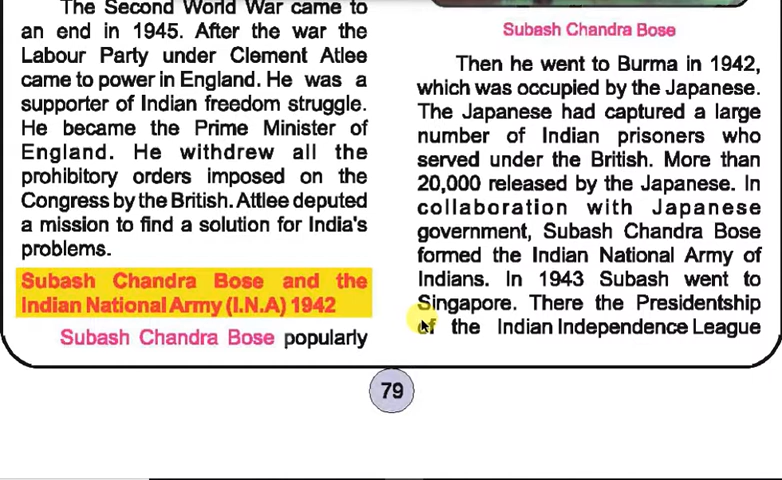 The Second World War came to
an end in 1945. After the war the
Labour Party under Clement Atlee
came to power in England. He was a
supporter of Indian freedom struggle.
He became the Prime Minister of
England. He withdrew all the
prohibitory orders imposed on the
Congress by the British. Attlee deputed
a mission to find a solution for India's
problems.
Subash Chandra Bose and the
Indian National Army (I.N.A) 1942
Subash Chandra Bose popularly
Subash Chandra Bose
Then he went to Burma in 1942,
which was occupied by the Japanese.
The Japanese had captured a large
number of Indian prisoners who
served under the British. More than
20,000 released by the Japanese. In
collaboration with Japanese
government, Subash Chandra Bose
formed the Indian National Army of
Indians. In 1943 Subash went to
Singapore. There the Presidentship
of the Indian Independence League
79